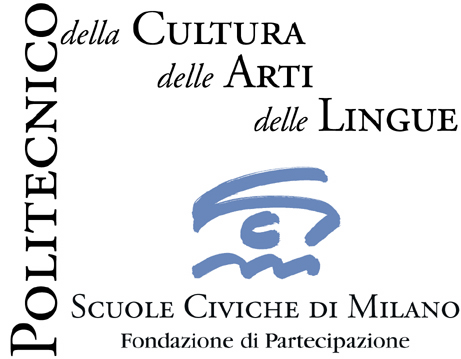 POLITECNICO
della CULTURA
delle ARTI
delle LINGUE
SCUOLE CIVICHE DI MILANO
Fondazione di Partecipazione